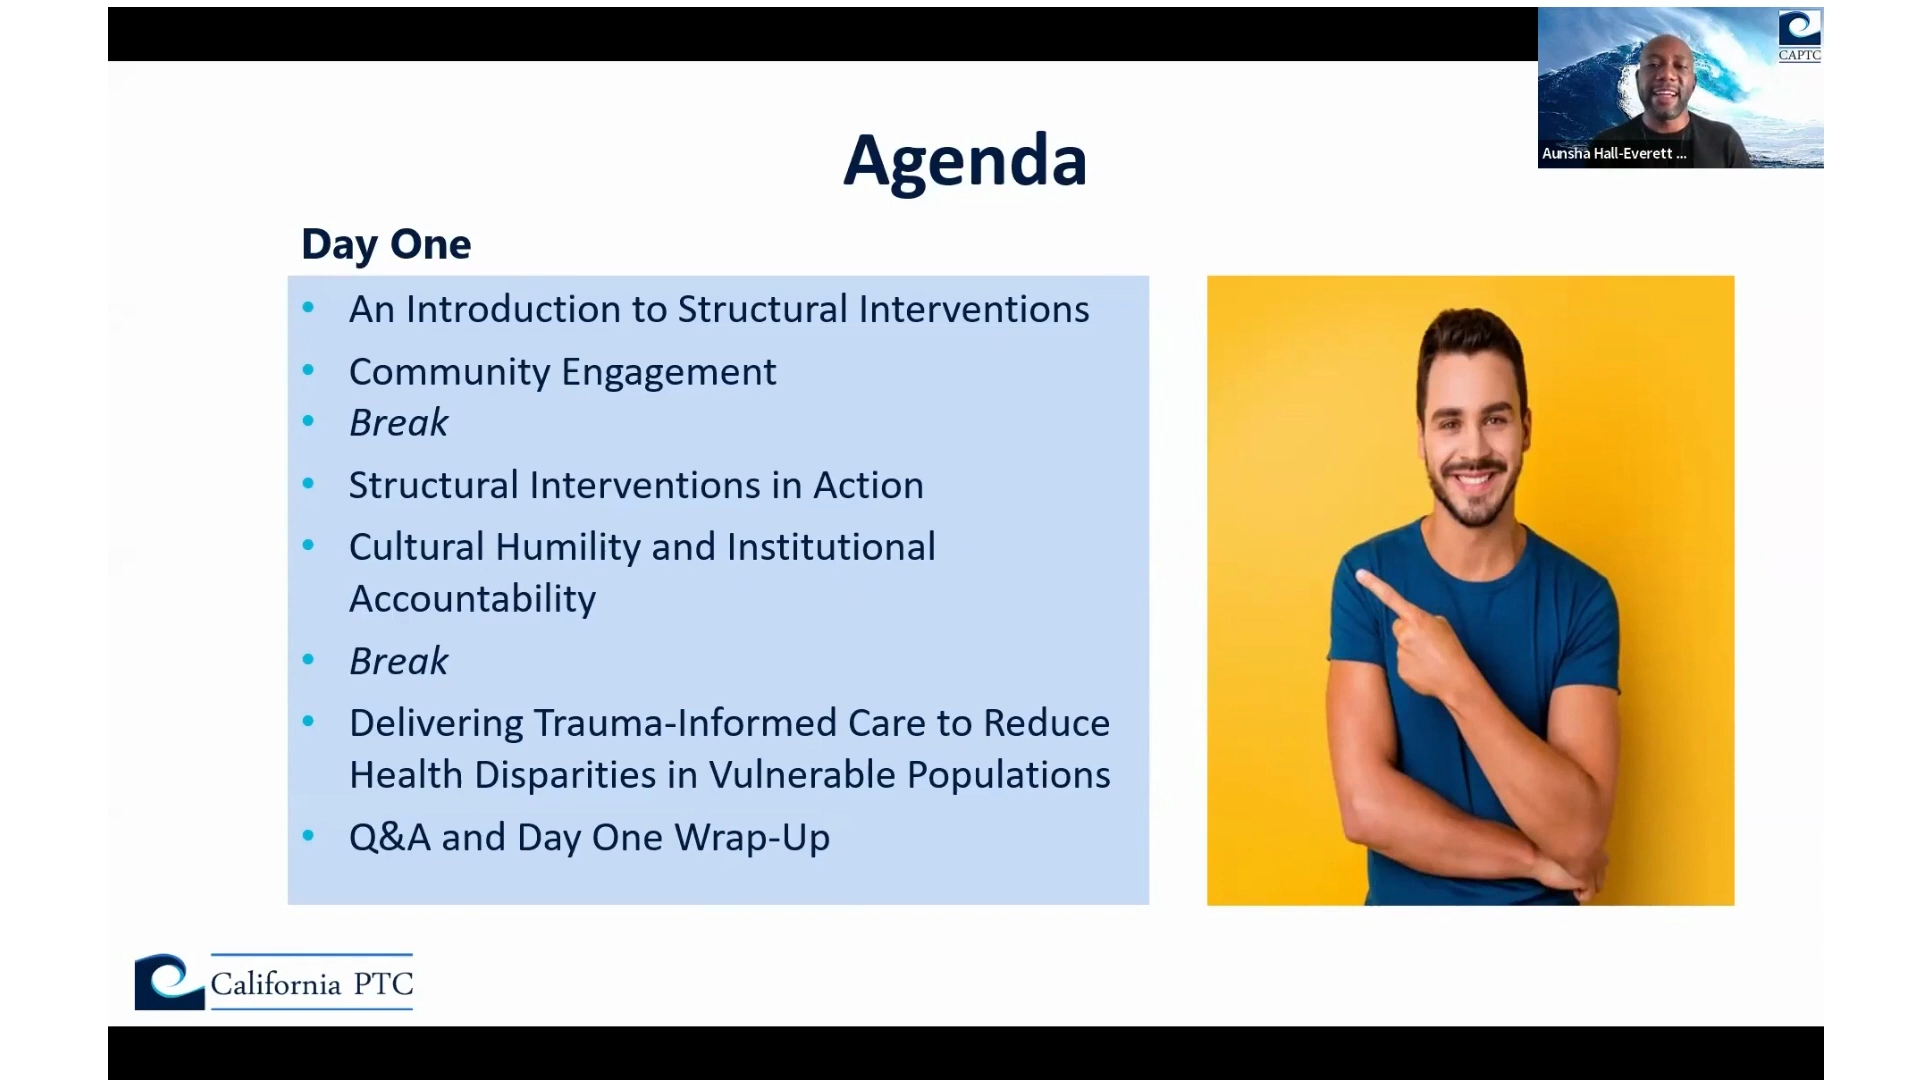 CAPTC
Aunsha Hall-Everett ...
Agenda
Day One
• An Introduction to Structural Interventions
• Community Engagement
• Break
• Structural Interventions in Action
• Cultural Humility and Institutional
Accountability
• Break
• Delivering Trauma-Informed Care to Reduce
Health Disparities in Vulnerable Populations
• Q&A and Day One Wrap-Up
California PTC